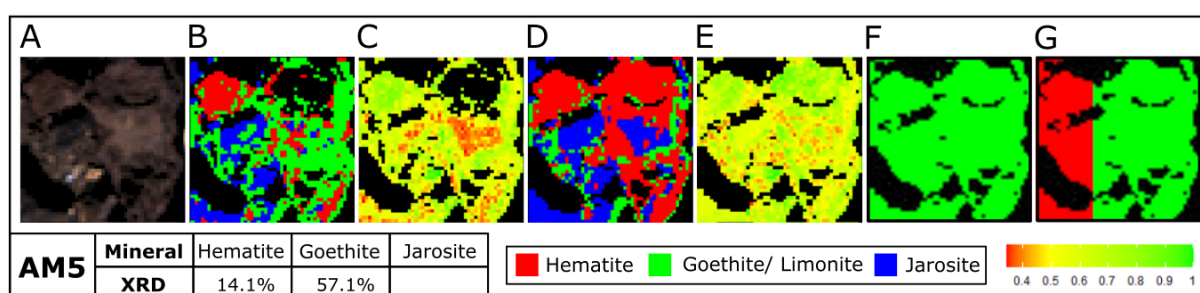 A B C D E F G
AM5 Mineral Hematite Goethite Jarosite
XRD 14.1% 57.1%
Hematite Goethite/ Limonite Jarosite
0.4 0.5 0.6 0.7 0.8 0.9 1